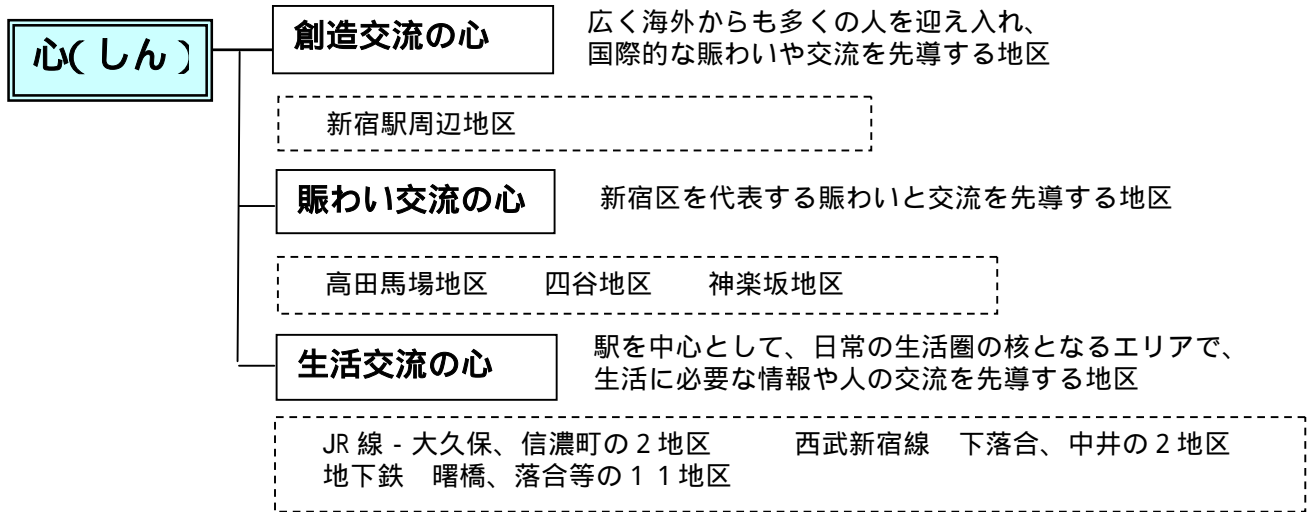 心(しん)
創造交流の心
広く海外からも多くの人を迎え入れ、
国際的な賑わいや交流を先導する地区
新宿駅周辺地区
賑わい交流の心
新宿区を代表する賑わいと交流を先導する地区
高田馬場地区　　四谷地区　　神楽坂地区
生活交流の心
駅を中心として、日常の生活圏の核となるエリアで、
生活に必要な情報や人の交流を先導する地区
JR 線 - 大久保、信濃町の２地区　　　西武新宿線　下落合、中井の２地区
地下鉄　曙橋、落合等の１１地区